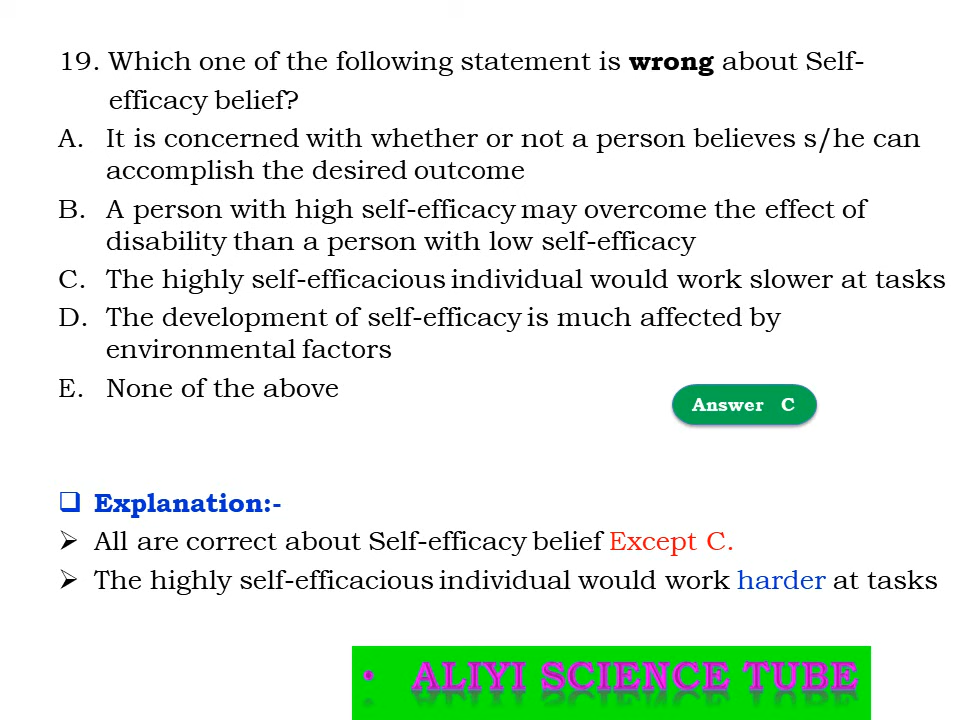 19. Which one of the following statement is wrong about Self-
efficacy belief?
A. It is concerned with whether or not a person believes s/he can
accomplish the desired outcome
B. A person with high self-efficacy may overcome the effect of
disability than a person with low self-efficacy
C. The highly self-efficacious individual would work slower at tasks
D. The development of self-efficacy is much affected by
environmental factors
E. None of the above
Answer C
❑ Explanation:-
➢ All are correct about Self-efficacy belief Except C.
➢ The highly self-efficacious individual would work harder at tasks
• ALIYI SCIENCE TUBE